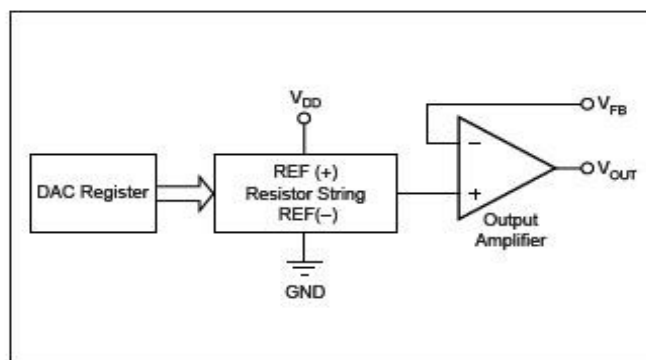 V_DD
V_FB
DAC Register
REF (+)
Resistor String
REF(–)
–
+
V_OUT
Output
Amplifier
GND